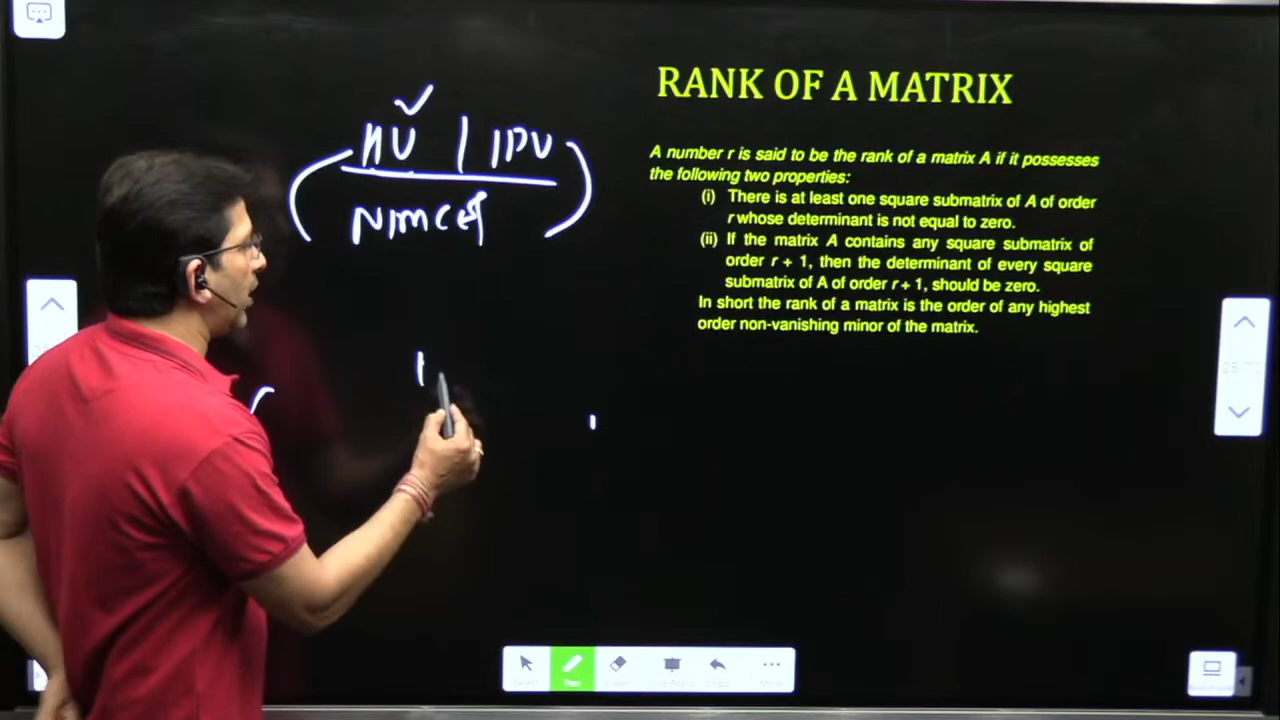 RANK OF A MATRIX
A number r is said to be the rank of a matrix A if it possesses
the following two properties:
(i) There is at least one square submatrix of A of order
r whose determinant is not equal to zero.
(ii) If the matrix A contains any square submatrix of
order r + 1, then the determinant of every square
submatrix of A of order r + 1, should be zero.
In short the rank of a matrix is the order of any highest
order non-vanishing minor of the matrix.